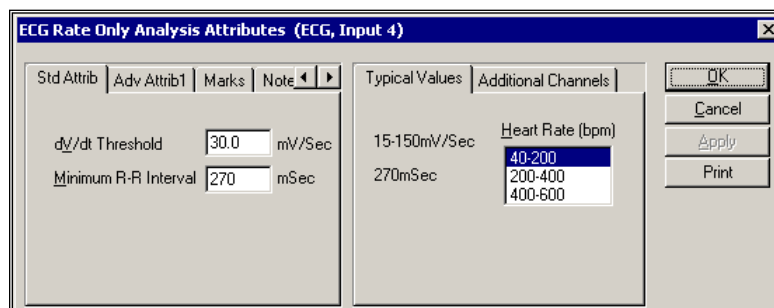 ECG Rate Only Analysis Attributes (ECG, Input 4)
Std Attrib Adv Attrib1 Marks Note
dV/dt Threshold 30.0 mV/Sec
Minimum R-R Interval 270 mSec
Typical Values Additional Channels
15-150mV/Sec
270mSec
Heart Rate (bpm)
40-200
200-400
400-600
OK
Cancel
Apply
Print